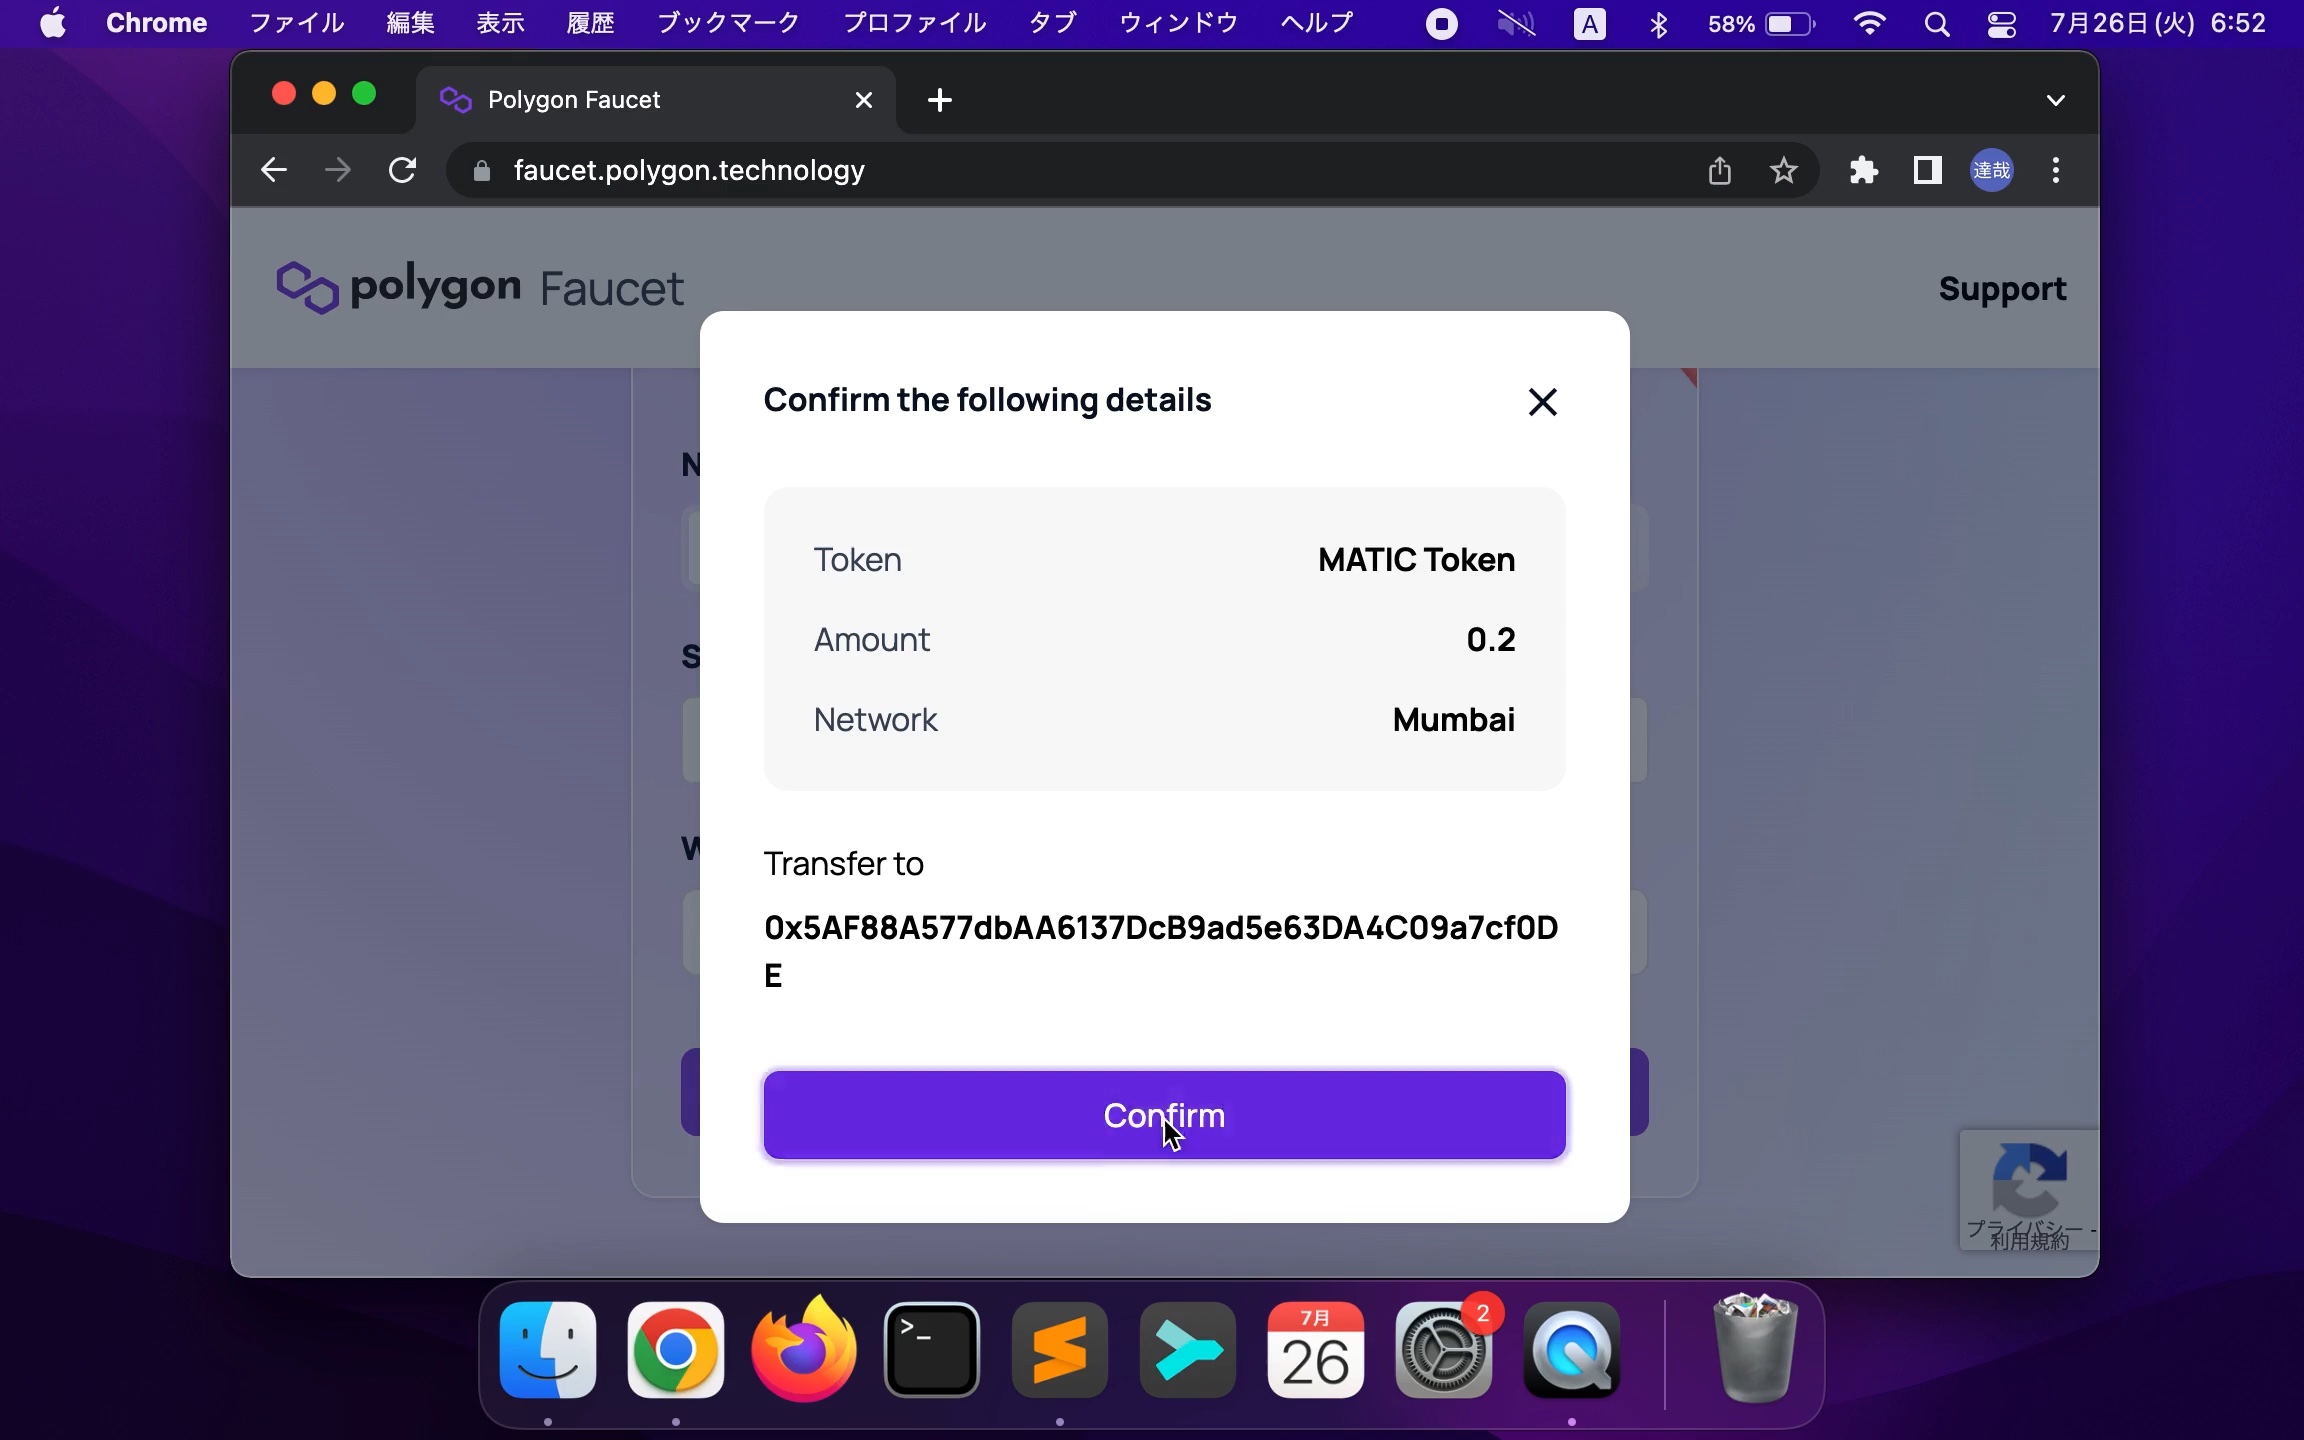 Chrome ファイル 編集 表示 履歴 ブックマーク プロファイル タブ ウィンドウ ヘルプ A 58% 7月26日(火) 6:52
Polygon Faucet
faucet.polygon.technology
達哉
polygon Faucet
Support
Confirm the following details
N
Token MATIC Token
Amount 0.2
S
Network Mumbai
W
Transfer to
0x5AF88A577dbAA6137DcB9ad5e63DA4C09a7cf0D
E
Confirm
プライバシー -
利用規約
>_
7月
26
2